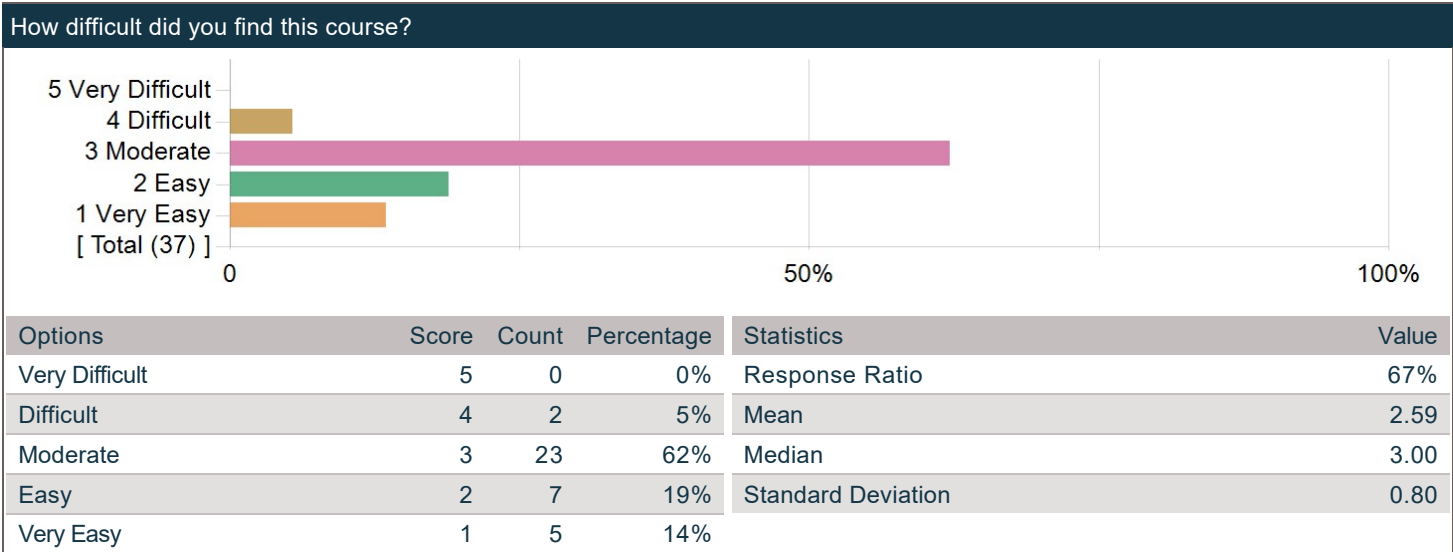 How difficult did you find this course?
5 Very Difficult
4 Difficult
3 Moderate
2 Easy
1 Very Easy
[ Total (37) ]
0 50% 100%
Options Score Count Percentage
Very Difficult 5 0 0%
Difficult 4 2 5%
Moderate 3 23 62%
Easy 2 7 19%
Very Easy 1 5 14%
Statistics Value
Response Ratio 67%
Mean 2.59
Median 3.00
Standard Deviation 0.80